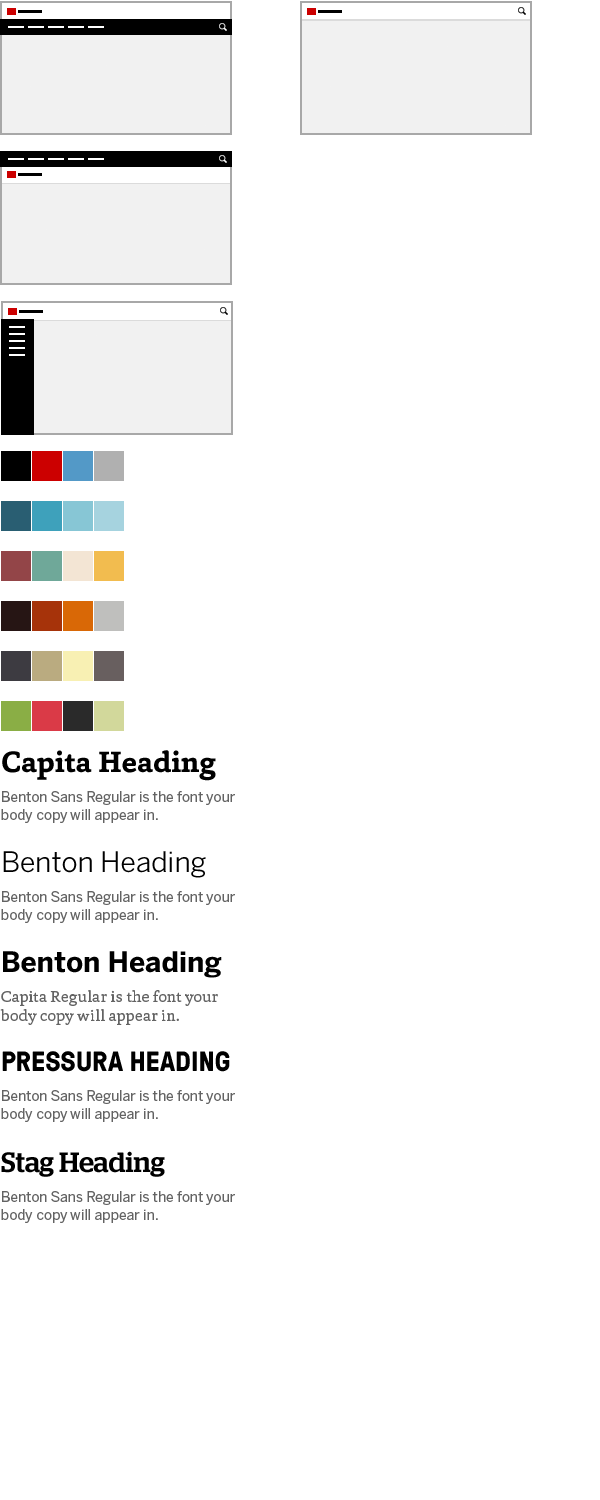 Capita Heading
Benton Sans Regular is the font your
body copy will appear in.
Benton Heading
Benton Sans Regular is the font your
body copy will appear in.
Benton Heading
Capita Regular is the font your
body copy will appear in.
PRESSURA HEADING
Benton Sans Regular is the font your
body copy will appear in.
Stag Heading
Benton Sans Regular is the font your
body copy will appear in.